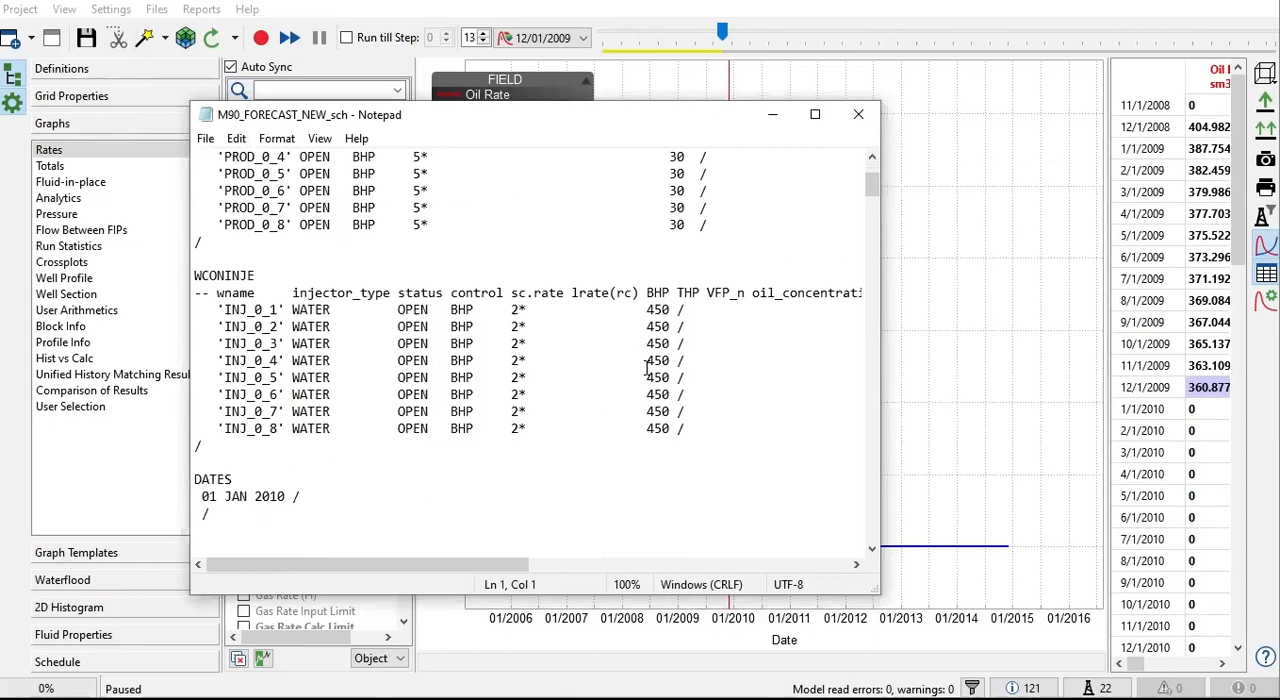 Project View Settings Files Reports Help
Run till Step: 0 13 12/01/2009
Definitions
Grid Properties
Graphs
Rates
Totals
Fluid-in-place
Analytics
Pressure
Flow Between FIPs
Run Statistics
Crossplots
Well Profile
Well Section
User Arithmetics
Block Info
Profile Info
Hist vs Calc
Unified History Matching Resu
Comparison of Results
User Selection
Graph Templates
Waterflood
2D Histogram
Fluid Properties
Schedule
Auto Sync
FIELD
Oil Rate
M90_FORECAST_NEW_sch - Notepad
File Edit Format View Help
'PROD_0_4' OPEN BHP 5* 30 /
'PROD_0_5' OPEN BHP 5* 30 /
'PROD_0_6' OPEN BHP 5* 30 /
'PROD_0_7' OPEN BHP 5* 30 /
'PROD_0_8' OPEN BHP 5* 30 /
/
WCONINJE
-- wname injector_type status control sc.rate lrate(rc) BHP THP VFP_n oil_concentrati
'INJ_0_1' WATER OPEN BHP 2* 450 /
'INJ_0_2' WATER OPEN BHP 2* 450 /
'INJ_0_3' WATER OPEN BHP 2* 450 /
'INJ_0_4' WATER OPEN BHP 2* 450 /
'INJ_0_5' WATER OPEN BHP 2* 450 /
'INJ_0_6' WATER OPEN BHP 2* 450 /
'INJ_0_7' WATER OPEN BHP 2* 450 /
'INJ_0_8' WATER OPEN BHP 2* 450 /
/
DATES
01 JAN 2010 /
/
Ln 1, Col 1 100% Windows (CRLF) UTF-8
Gas Rate Input Limit
Gas Rate Calc Limit
Object
01/2006 01/2007 01/2008 01/2009 01/2010 01/2011 01/2012 01/2013 01/2014 01/2015 01/2016
Date
Oil
sm3
11/1/2008 0
12/1/2008 404.982
1/1/2009 387.754
2/1/2009 382.459
3/1/2009 379.986
4/1/2009 377.703
5/1/2009 375.522
6/1/2009 373.296
7/1/2009 371.192
8/1/2009 369.084
9/1/2009 367.044
10/1/2009 365.137
11/1/2009 363.109
12/1/2009 360.877
1/1/2010 0
2/1/2010 0
3/1/2010 0
4/1/2010 0
5/1/2010 0
6/1/2010 0
7/1/2010 0
8/1/2010 0
9/1/2010 0
10/1/2010 0
11/1/2010 0
12/1/2010 0
0% Paused Model read errors: 0, warnings: 0 121 22 0 0